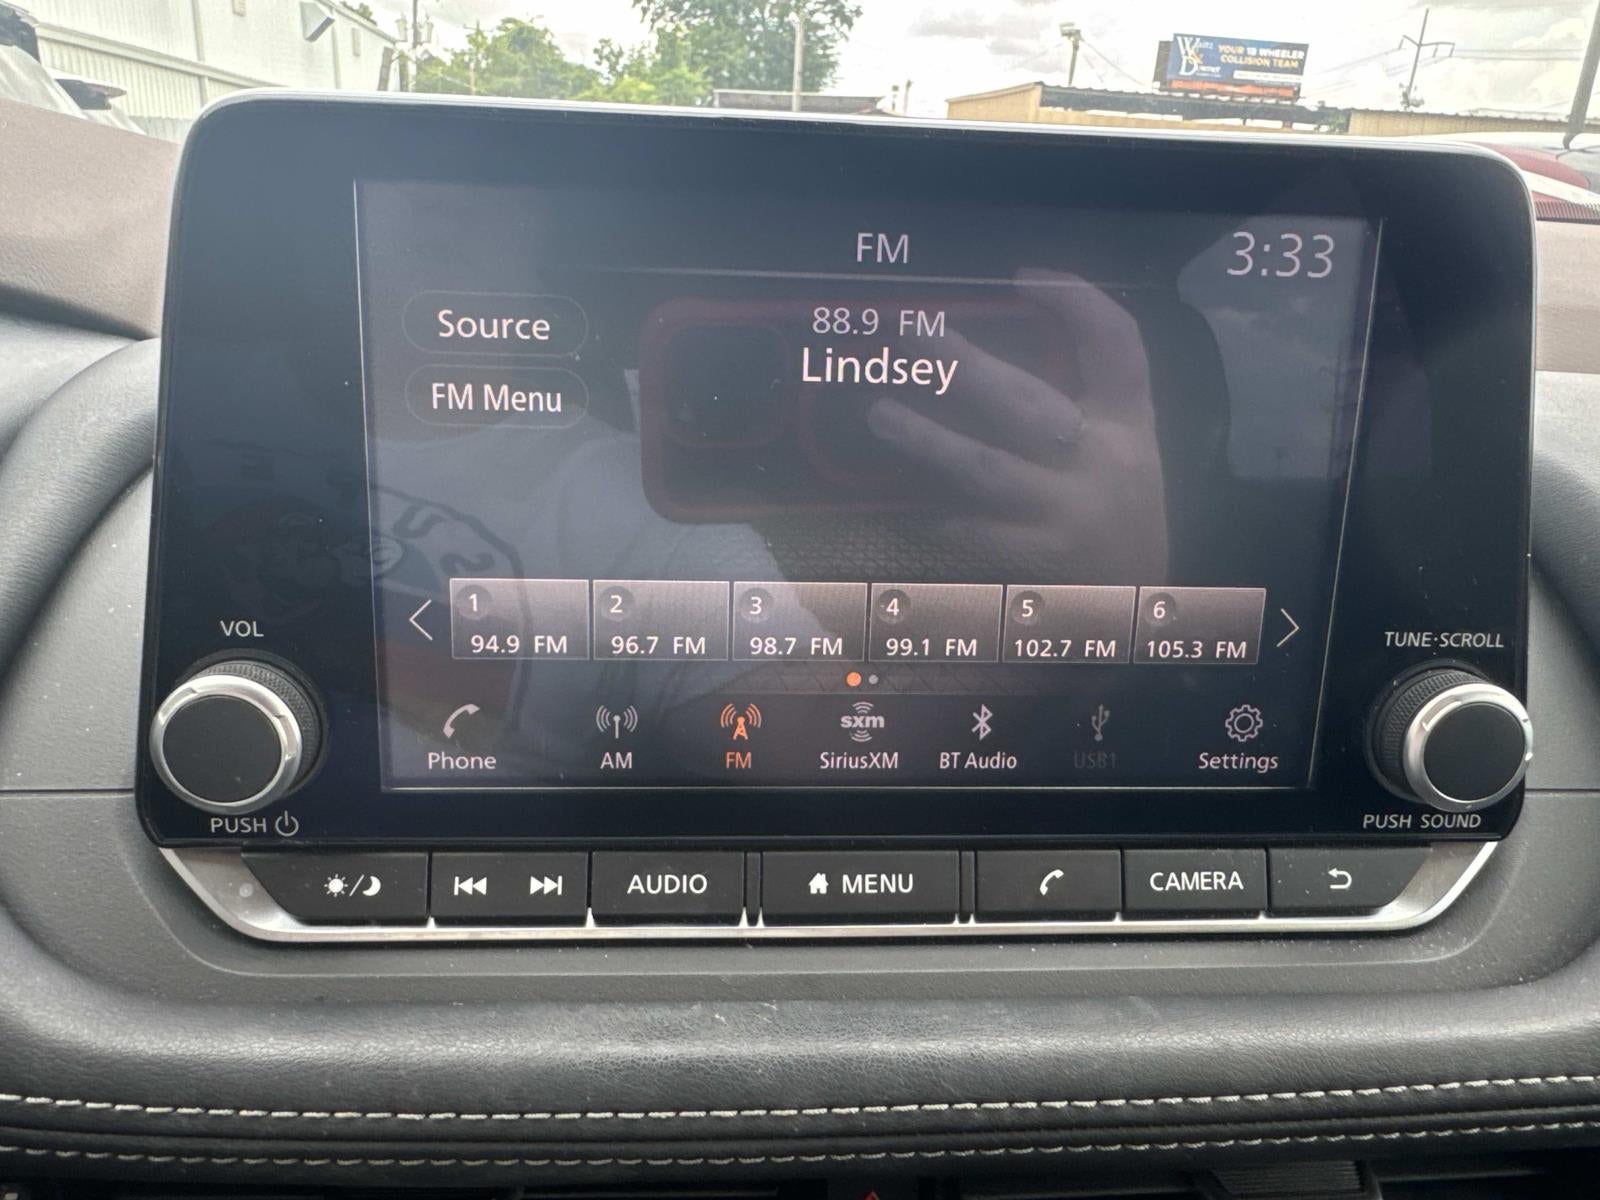 YOUR 18 WHEELER
COLLISION TEAM
FM
3:33
Source
88.9 FM
Lindsey
FM Menu
1
2
3
4
5
6
94.9 FM
96.7 FM
98.7 FM
99.1 FM
102.7 FM
105.3 FM
VOL
TUNE·SCROLL
sxm
Phone
AM
FM
SiriusXM
BT Audio
USB1
Settings
PUSH
PUSH SOUND
AUDIO
MENU
CAMERA